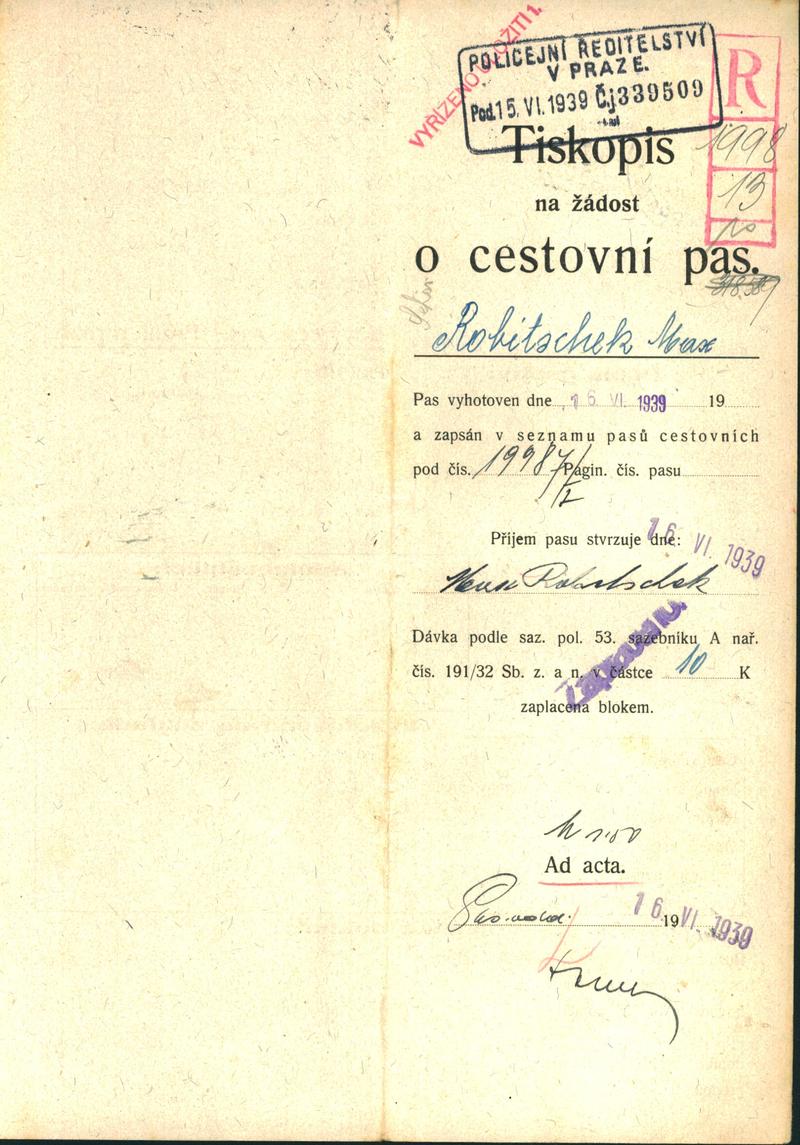 VYŘÍZENO ULOŽITI 1.
POLICEJNÍ ŘEDITELSTVÍ
V PRAZE.
Pod. 15. VI. 1939 Čj 339509
R
1998
13
Tiskopis
na žádost
o cestovní pas.
Robitschek Max
Pas vyhotoven dne 16. VI. 1939 19
a zapsán v seznamu pasů cestovních
pod čís. 19987/I Pagin. čís. pasu
Příjem pasu stvrzuje dne: 16. VI. 1939
Max Robitschek
Dávka podle saz. pol. 53. sazebníku A nař.
čís. 191/32 Sb. z. a n. v částce 10 K
zaplacena blokem.
Ad acta.
16. VI. 1939 19